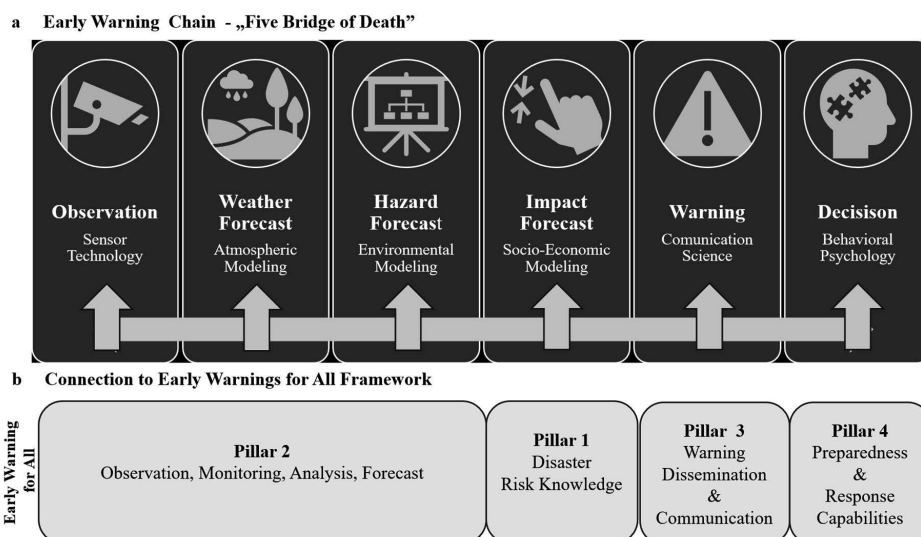 a Early Warning Chain - „Five Bridge of Death”
Observation
Sensor
Technology
Weather
Forecast
Atmospheric
Modeling
Hazard
Forecast
Environmental
Modeling
Impact
Forecast
Socio-Economic
Modeling
Warning
Comunication
Science
Decisison
Behavioral
Psychology
b Connection to Early Warnings for All Framework
Early Warning
for All
Pillar 2
Observation, Monitoring, Analysis, Forecast
Pillar 1
Disaster
Risk Knowledge
Pillar 3
Warning
Dissemination
&
Communication
Pillar 4
Preparedness
&
Response
Capabilities